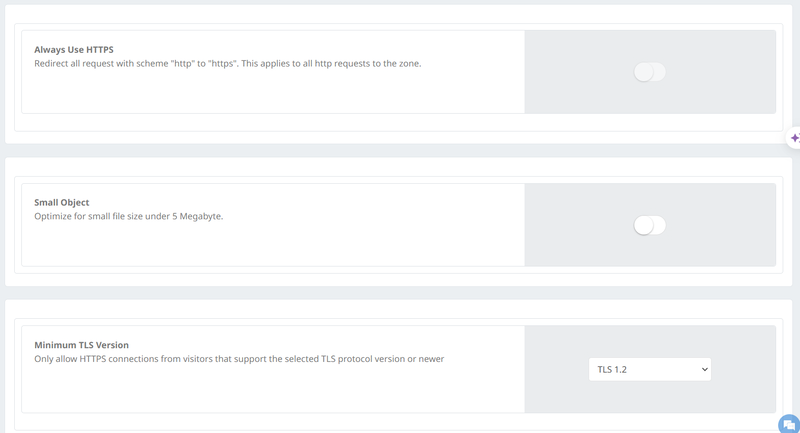 Always Use HTTPS
Redirect all request with scheme "http" to "https". This applies to all http requests to the zone.
Small Object
Optimize for small file size under 5 Megabyte.
Minimum TLS Version
Only allow HTTPS connections from visitors that support the selected TLS protocol version or newer
TLS 1.2